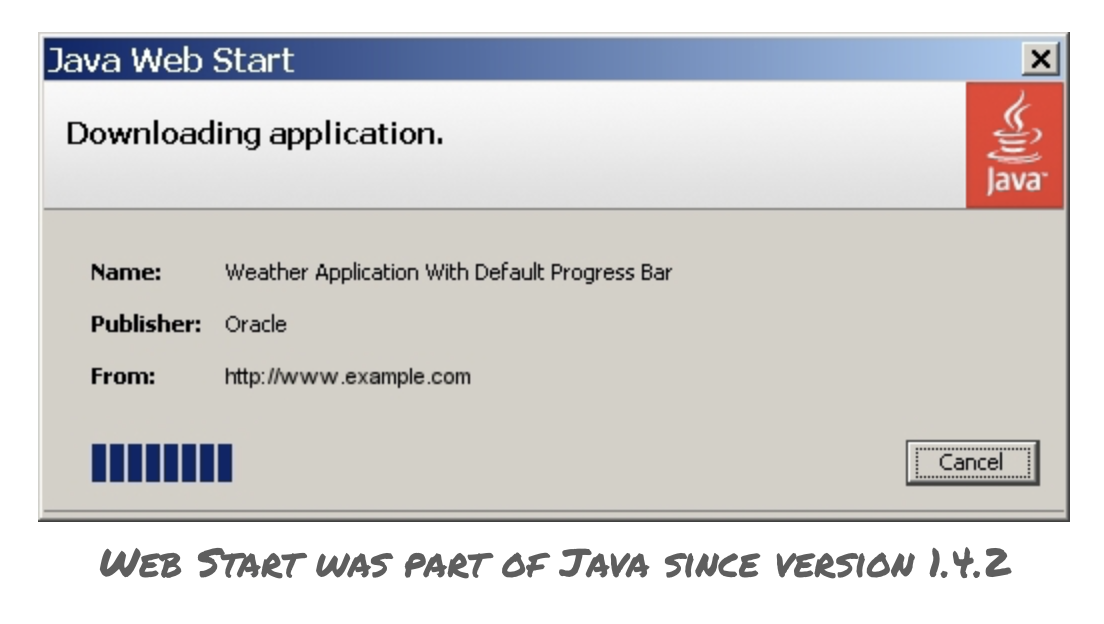 Java Web Start
Downloading application.
Java™
Name: Weather Application With Default Progress Bar
Publisher: Oracle
From: http://www.example.com
Cancel
Web Start was part of Java since version 1.4.2